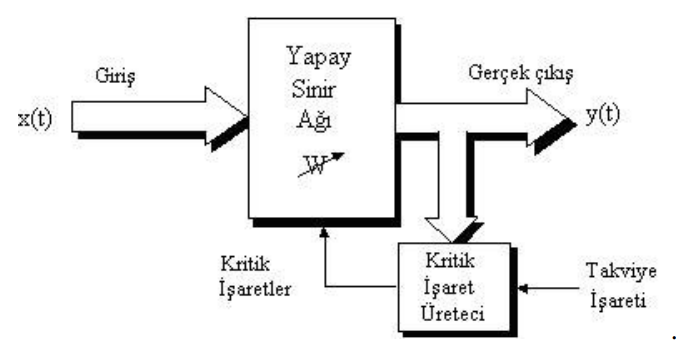 Giriş
x(t)
Yapay
Sinir
Ağı
W
Gerçek çıkış
y(t)
Kritik
İşaretler
Kritik
İşaret
Üreteci
Takviye
İşareti
.